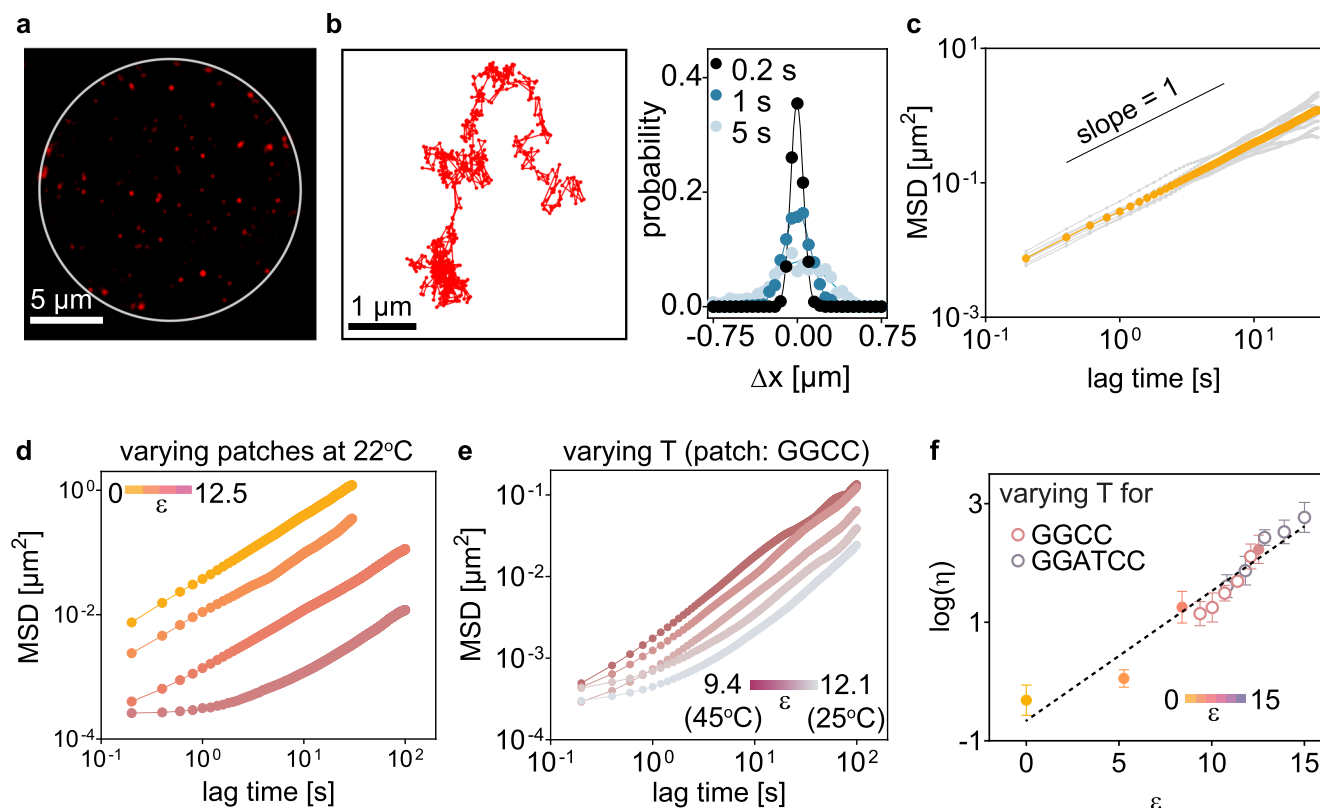 a
5 µm
b
1 µm
probability
0.4
0.2
0.0
0.2 s
1 s
5 s
-0.75
0.00
0.75
Δx [µm]
c
MSD [µm²]
10¹
10⁻¹
10⁻³
slope = 1
10⁻¹
10⁰
10¹
lag time [s]
d
varying patches at 22°C
MSD [µm²]
10⁰
10⁻²
10⁻⁴
0
12.5
ε
10⁻¹
10⁰
10¹
10²
lag time [s]
e
varying T (patch: GGCC)
MSD [µm²]
10⁻¹
10⁻²
10⁻³
10⁻⁴
9.4
12.1
(45°C)
ε
(25°C)
10⁻¹
10⁰
10¹
10²
lag time [s]
f
log(η)
3
1
-1
varying T for
GGCC
GGATCC
0
15
ε
0
5
10
15
ε